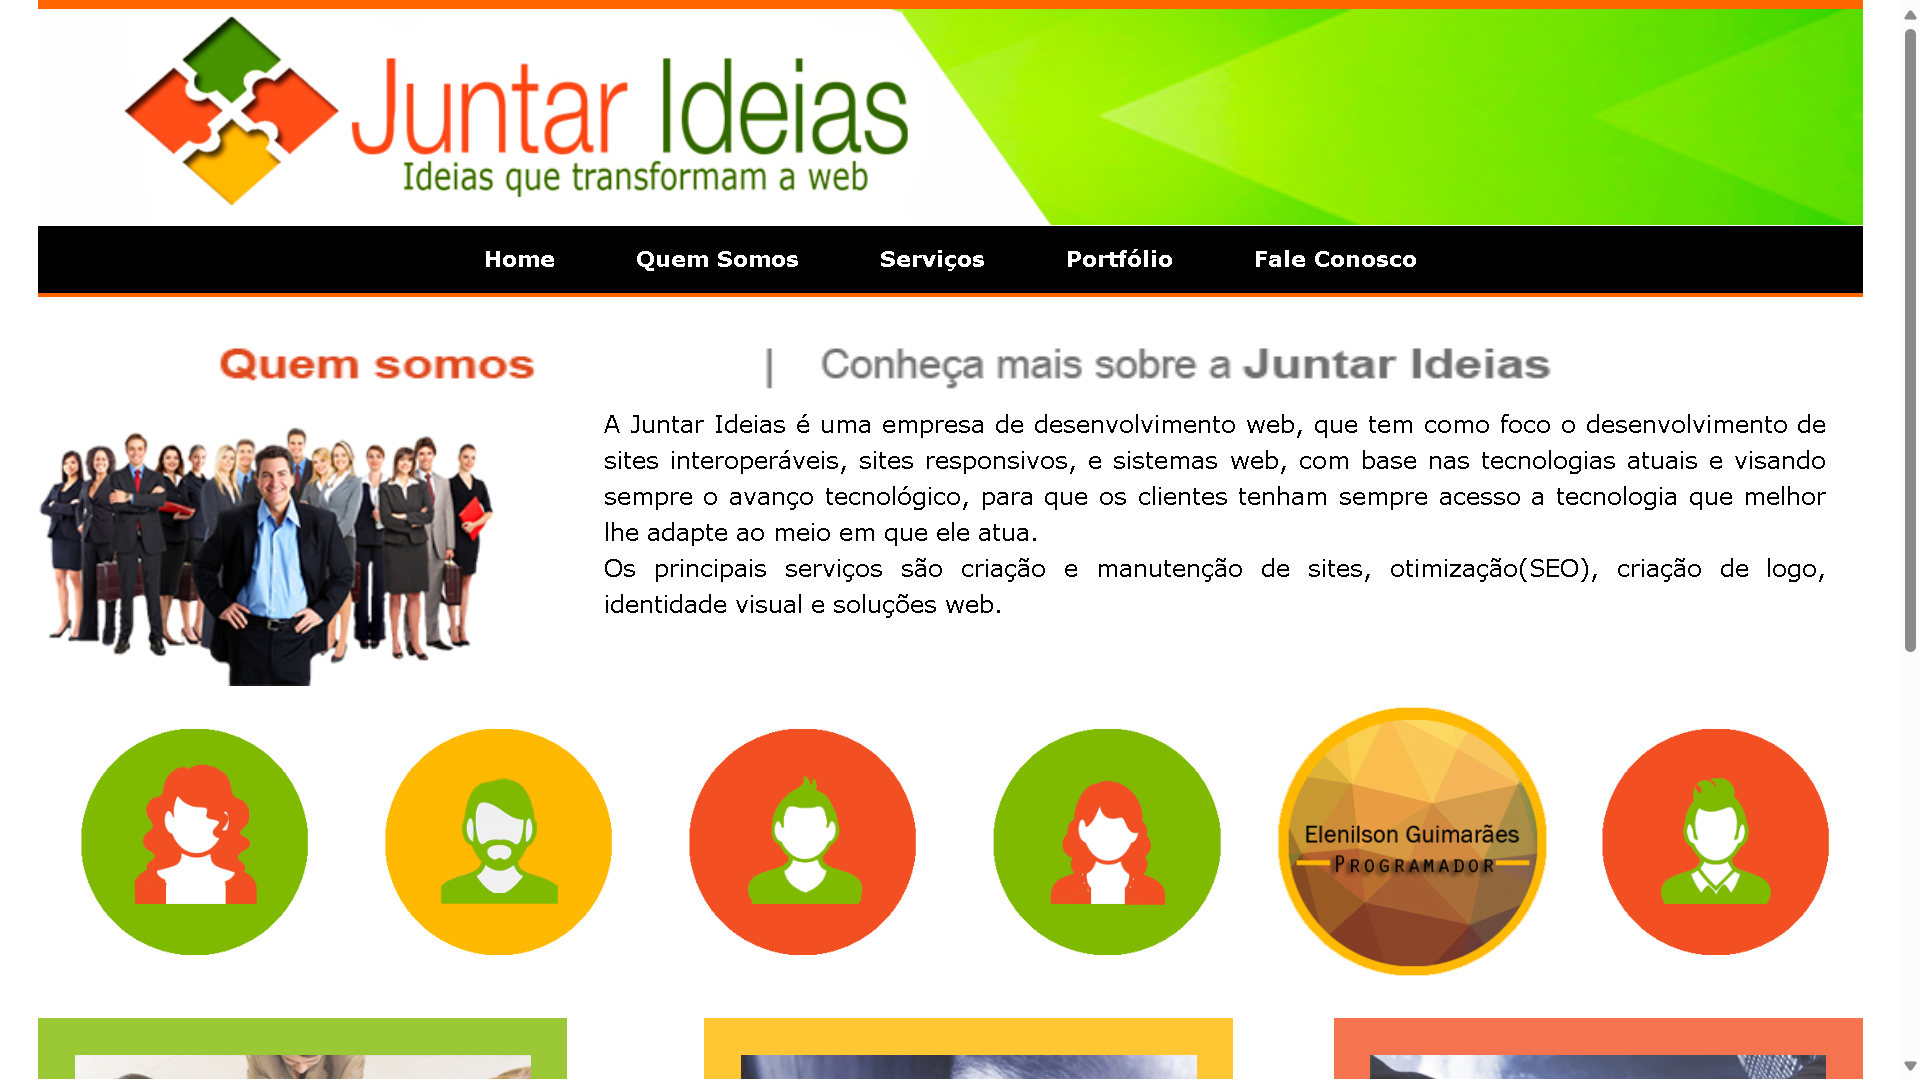 Juntar Ideias
Ideias que transformam a web
Home Quem Somos Serviços Portfólio Fale Conosco
Quem somos | Conheça mais sobre a Juntar Ideias
A Juntar Ideias é uma empresa de desenvolvimento web, que tem como foco o desenvolvimento de
sites interoperáveis, sites responsivos, e sistemas web, com base nas tecnologias atuais e visando
sempre o avanço tecnológico, para que os clientes tenham sempre acesso a tecnologia que melhor
lhe adapte ao meio em que ele atua.
Os principais serviços são criação e manutenção de sites, otimização(SEO), criação de logo,
identidade visual e soluções web.
Elenilson Guimarães
PROGRAMADOR